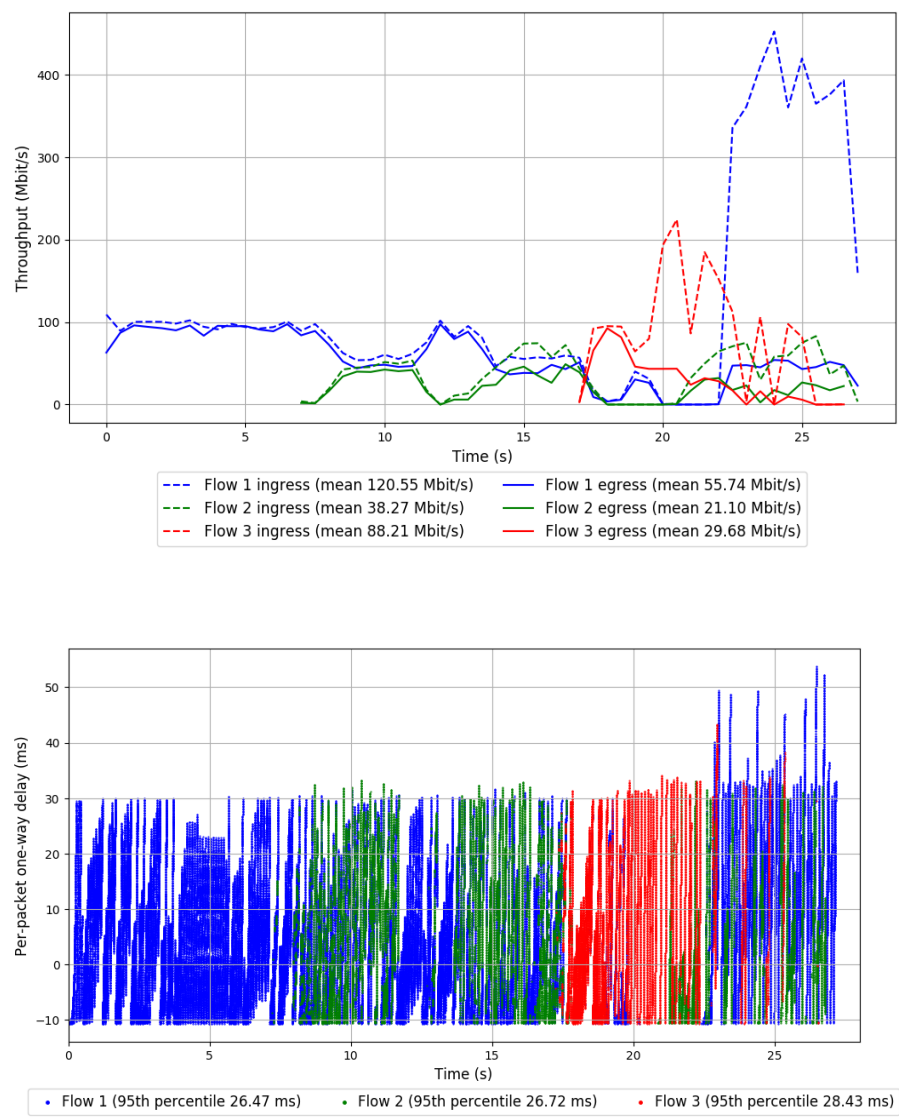 400
300
200
100
0
Throughput (Mbit/s)
0 5 10 15 20 25
Time (s)
Flow 1 ingress (mean 120.55 Mbit/s) Flow 1 egress (mean 55.74 Mbit/s)
Flow 2 ingress (mean 38.27 Mbit/s) Flow 2 egress (mean 21.10 Mbit/s)
Flow 3 ingress (mean 88.21 Mbit/s) Flow 3 egress (mean 29.68 Mbit/s)
50
40
30
20
10
0
−10
Per-packet one-way delay (ms)
0 5 10 15 20 25
Time (s)
Flow 1 (95th percentile 26.47 ms) Flow 2 (95th percentile 26.72 ms) Flow 3 (95th percentile 28.43 ms)